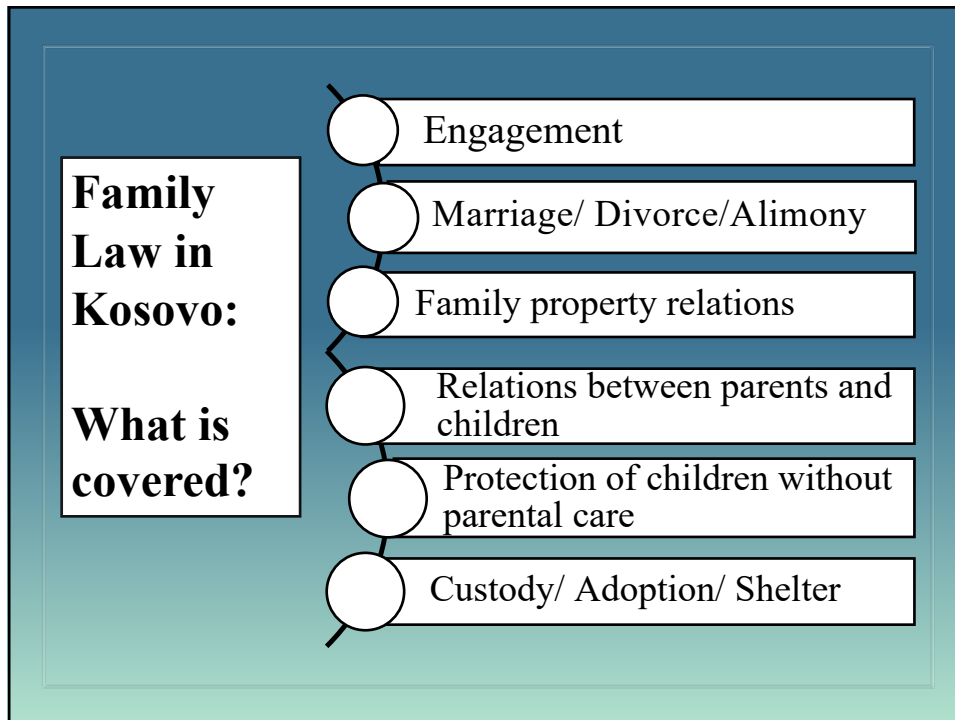 Family
Law in
Kosovo:
What is
covered?
Engagement
Marriage/ Divorce/Alimony
Family property relations
Relations between parents and
children
Protection of children without
parental care
Custody/ Adoption/ Shelter